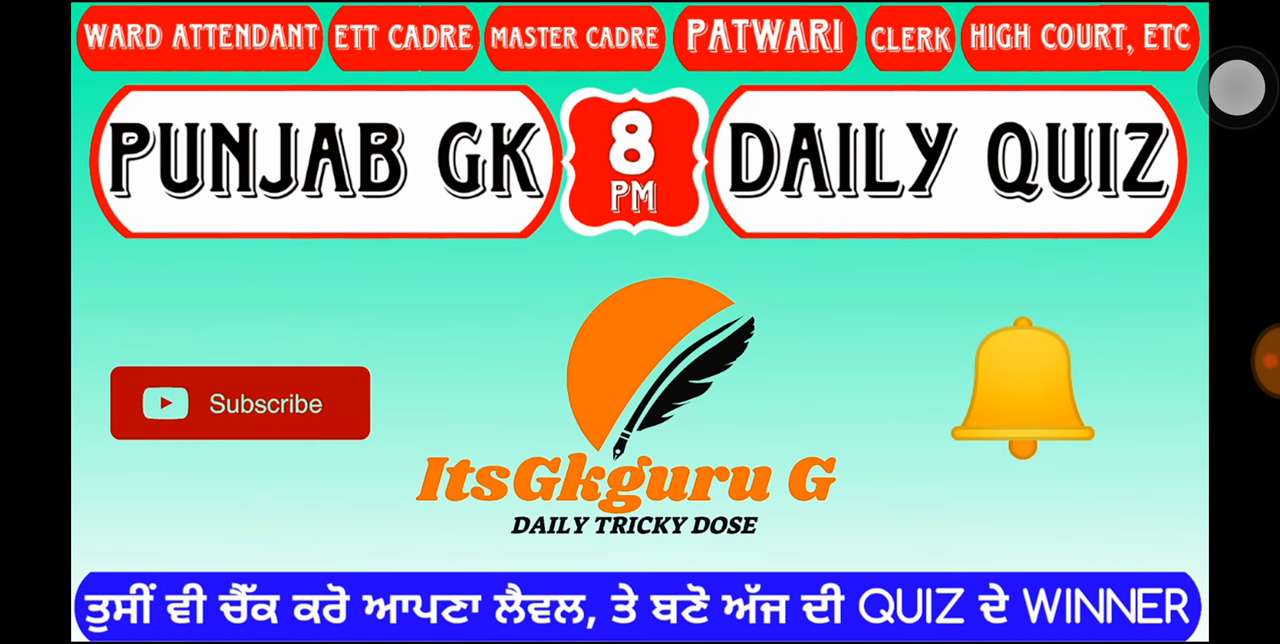 WARD ATTENDANT ETT CADRE MASTER CADRE PATWARI CLERK HIGH COURT, ETC
PUNJAB GK 8 PM DAILY QUIZ
Subscribe
ItsGkguru G
DAILY TRICKY DOSE
ਤੁਸੀਂ ਵੀ ਚੈੱਕ ਕਰੋ ਆਪਣਾ ਲੈਵਲ, ਤੇ ਬਣੋ ਅੱਜ ਦੀ QUIZ ਦੇ WINNER